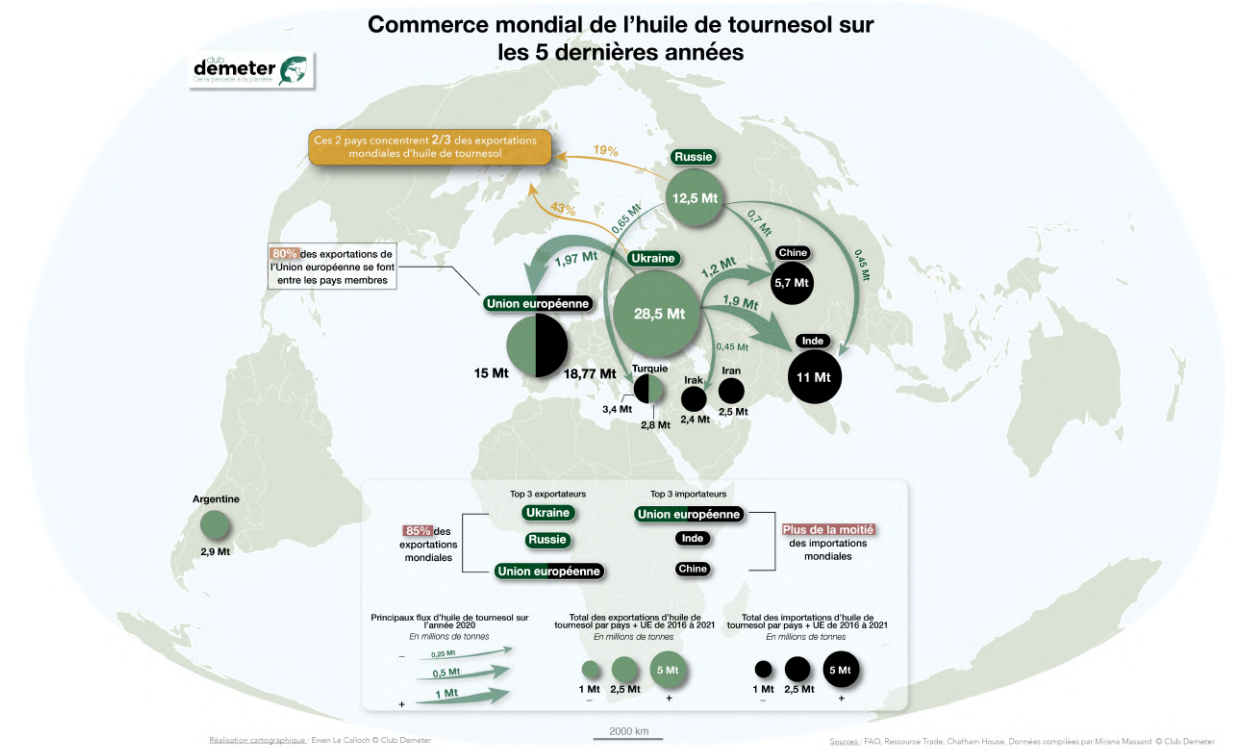 Commerce mondial de l'huile de tournesol sur
les 5 dernières années
club
demeter
De la parcelle à la planète
Ces 2 pays concentrent 2/3 des exportations
mondiales d'huile de tournesol
19%
43%
Russie
12,5 Mt
0,65 Mt
0,7 Mt
0,45 Mt
80% des exportations de
l'Union européenne se font
entre les pays membres
1,97 Mt
Ukraine
28,5 Mt
1,2 Mt
1,9 Mt
0,45 Mt
Chine
5,7 Mt
Union européenne
15 Mt
18,77 Mt
Inde
11 Mt
Turquie
3,4 Mt
2,8 Mt
Irak
2,4 Mt
Iran
2,5 Mt
Argentine
2,9 Mt
Top 3 exportateurs
Ukraine
Russie
Union européenne
85% des
exportations
mondiales
Top 3 importateurs
Union européenne
Inde
Chine
Plus de la moitié
des importations
mondiales
Principaux flux d'huile de tournesol sur
l'année 2020
En millions de tonnes
– 0,25 Mt
0,5 Mt
+ 1 Mt
Total des exportations d'huile de
tournesol par pays + UE de 2016 à 2021
En millions de tonnes
5 Mt
1 Mt 2,5 Mt
– +
Total des importations d'huile de
tournesol par pays + UE de 2016 à 2021
En millions de tonnes
5 Mt
1 Mt 2,5 Mt
– +
2000 km
Réalisation cartographique : Ewen Le Calloch © Club Demeter
Sources : FAO, Ressource Trade, Chatham House, Données compilées par Mirana Massard © Club Demeter